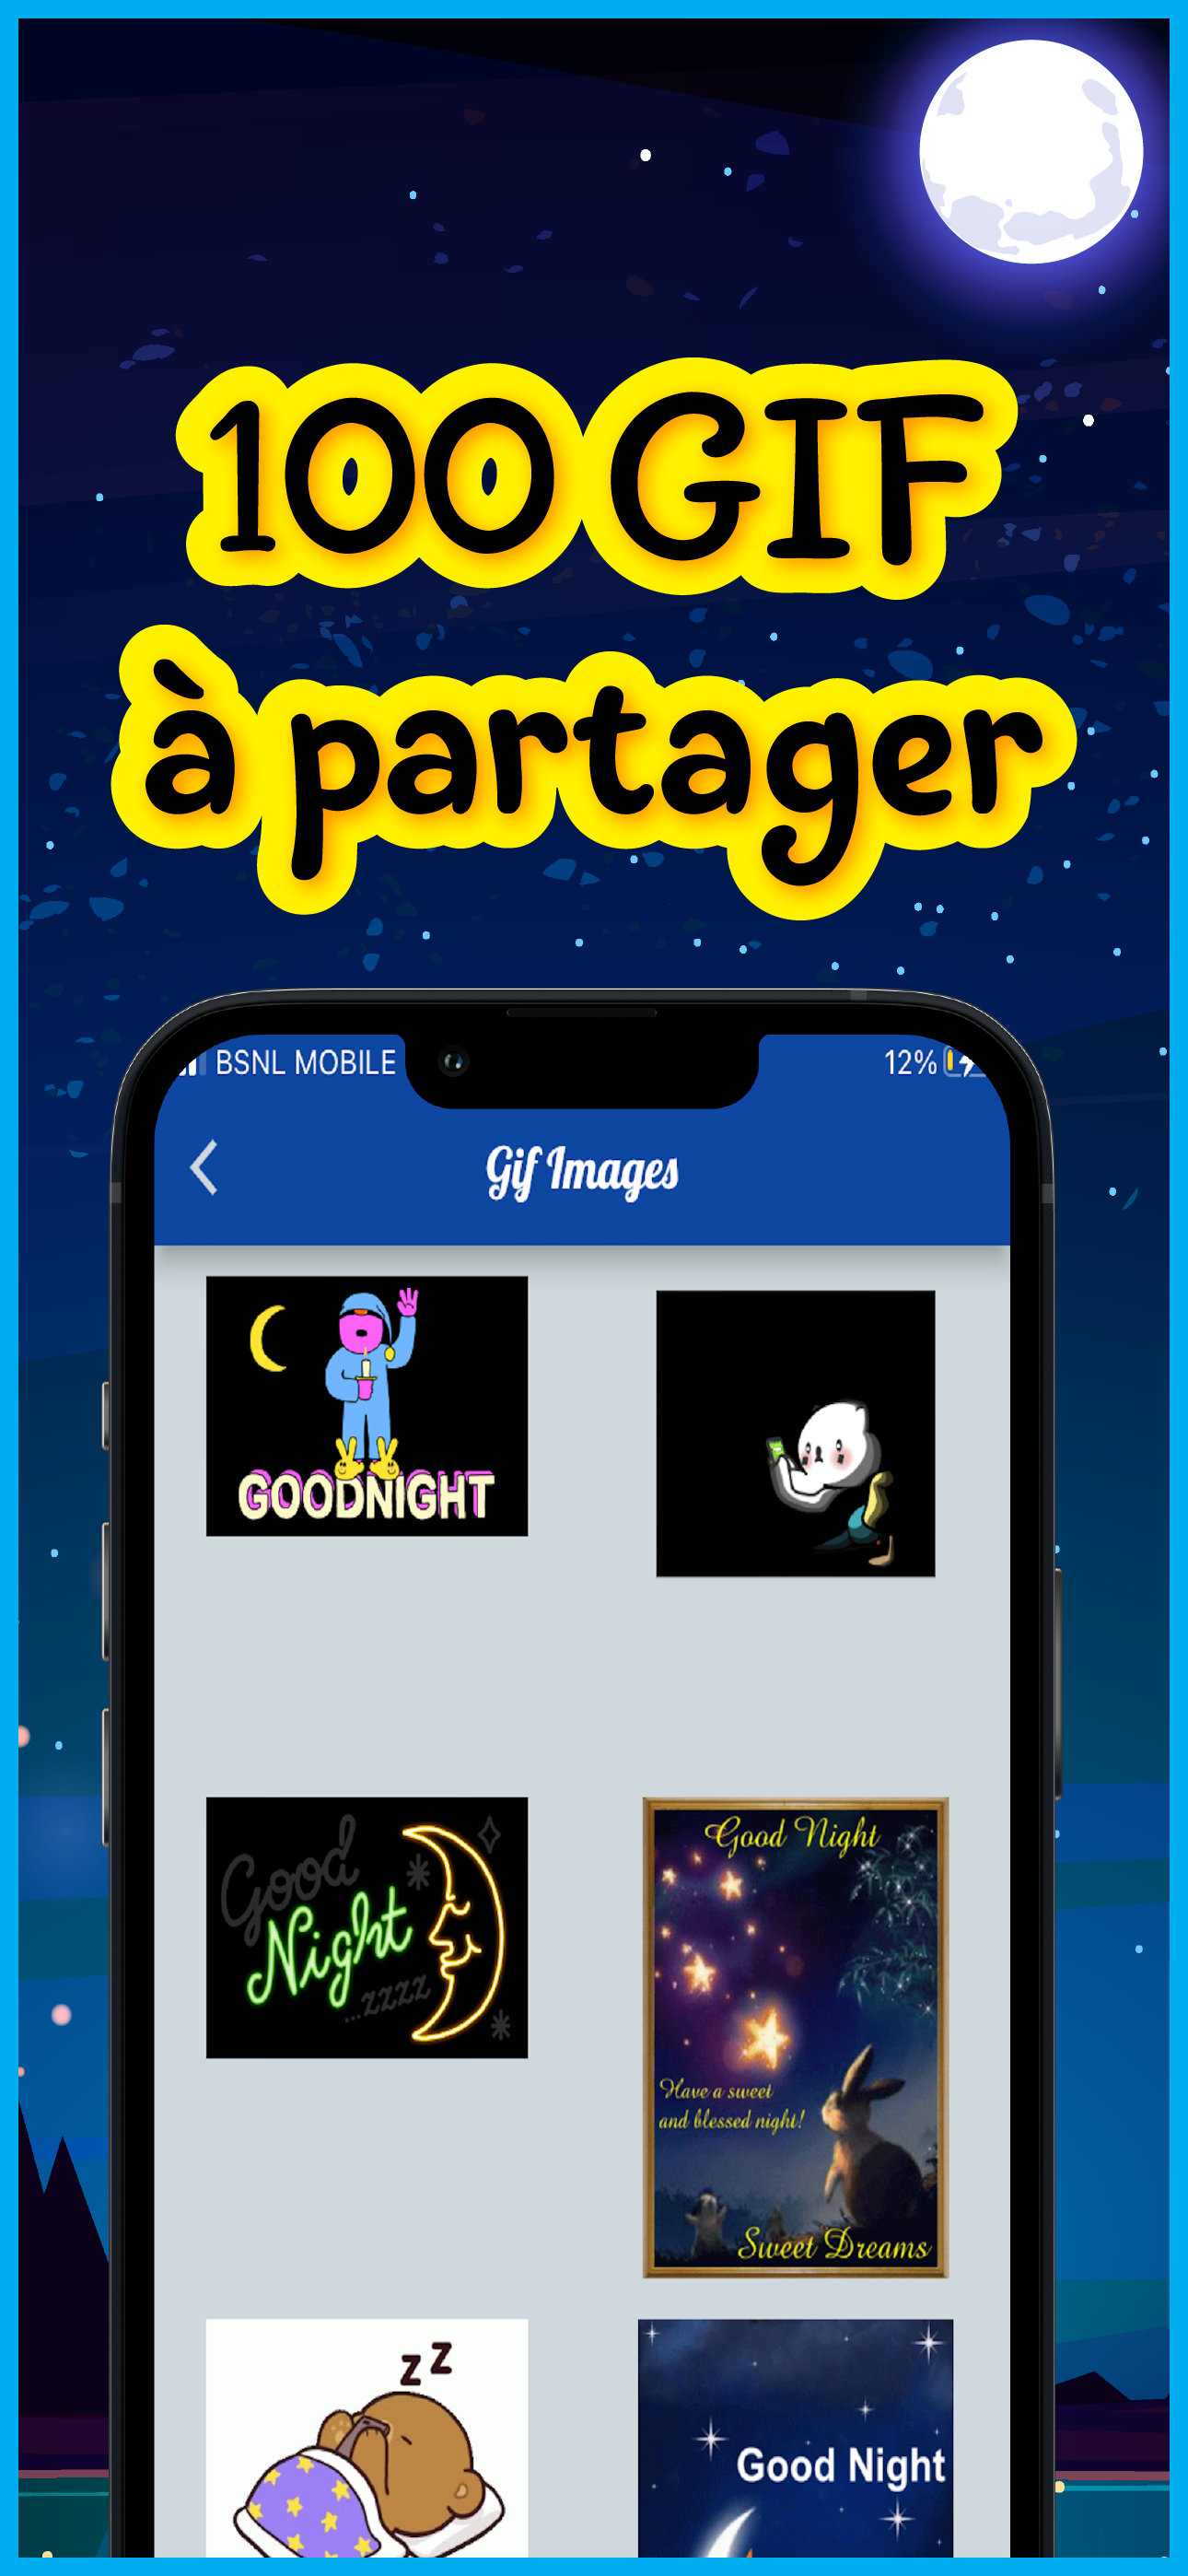 100 GIF
à partager
BSNL MOBILE
12%
Gif Images
GOODNIGHT
Good
Night
...zzzz
Good Night
Have a sweet
and blessed night!
Sweet Dreams
z z
Good Night